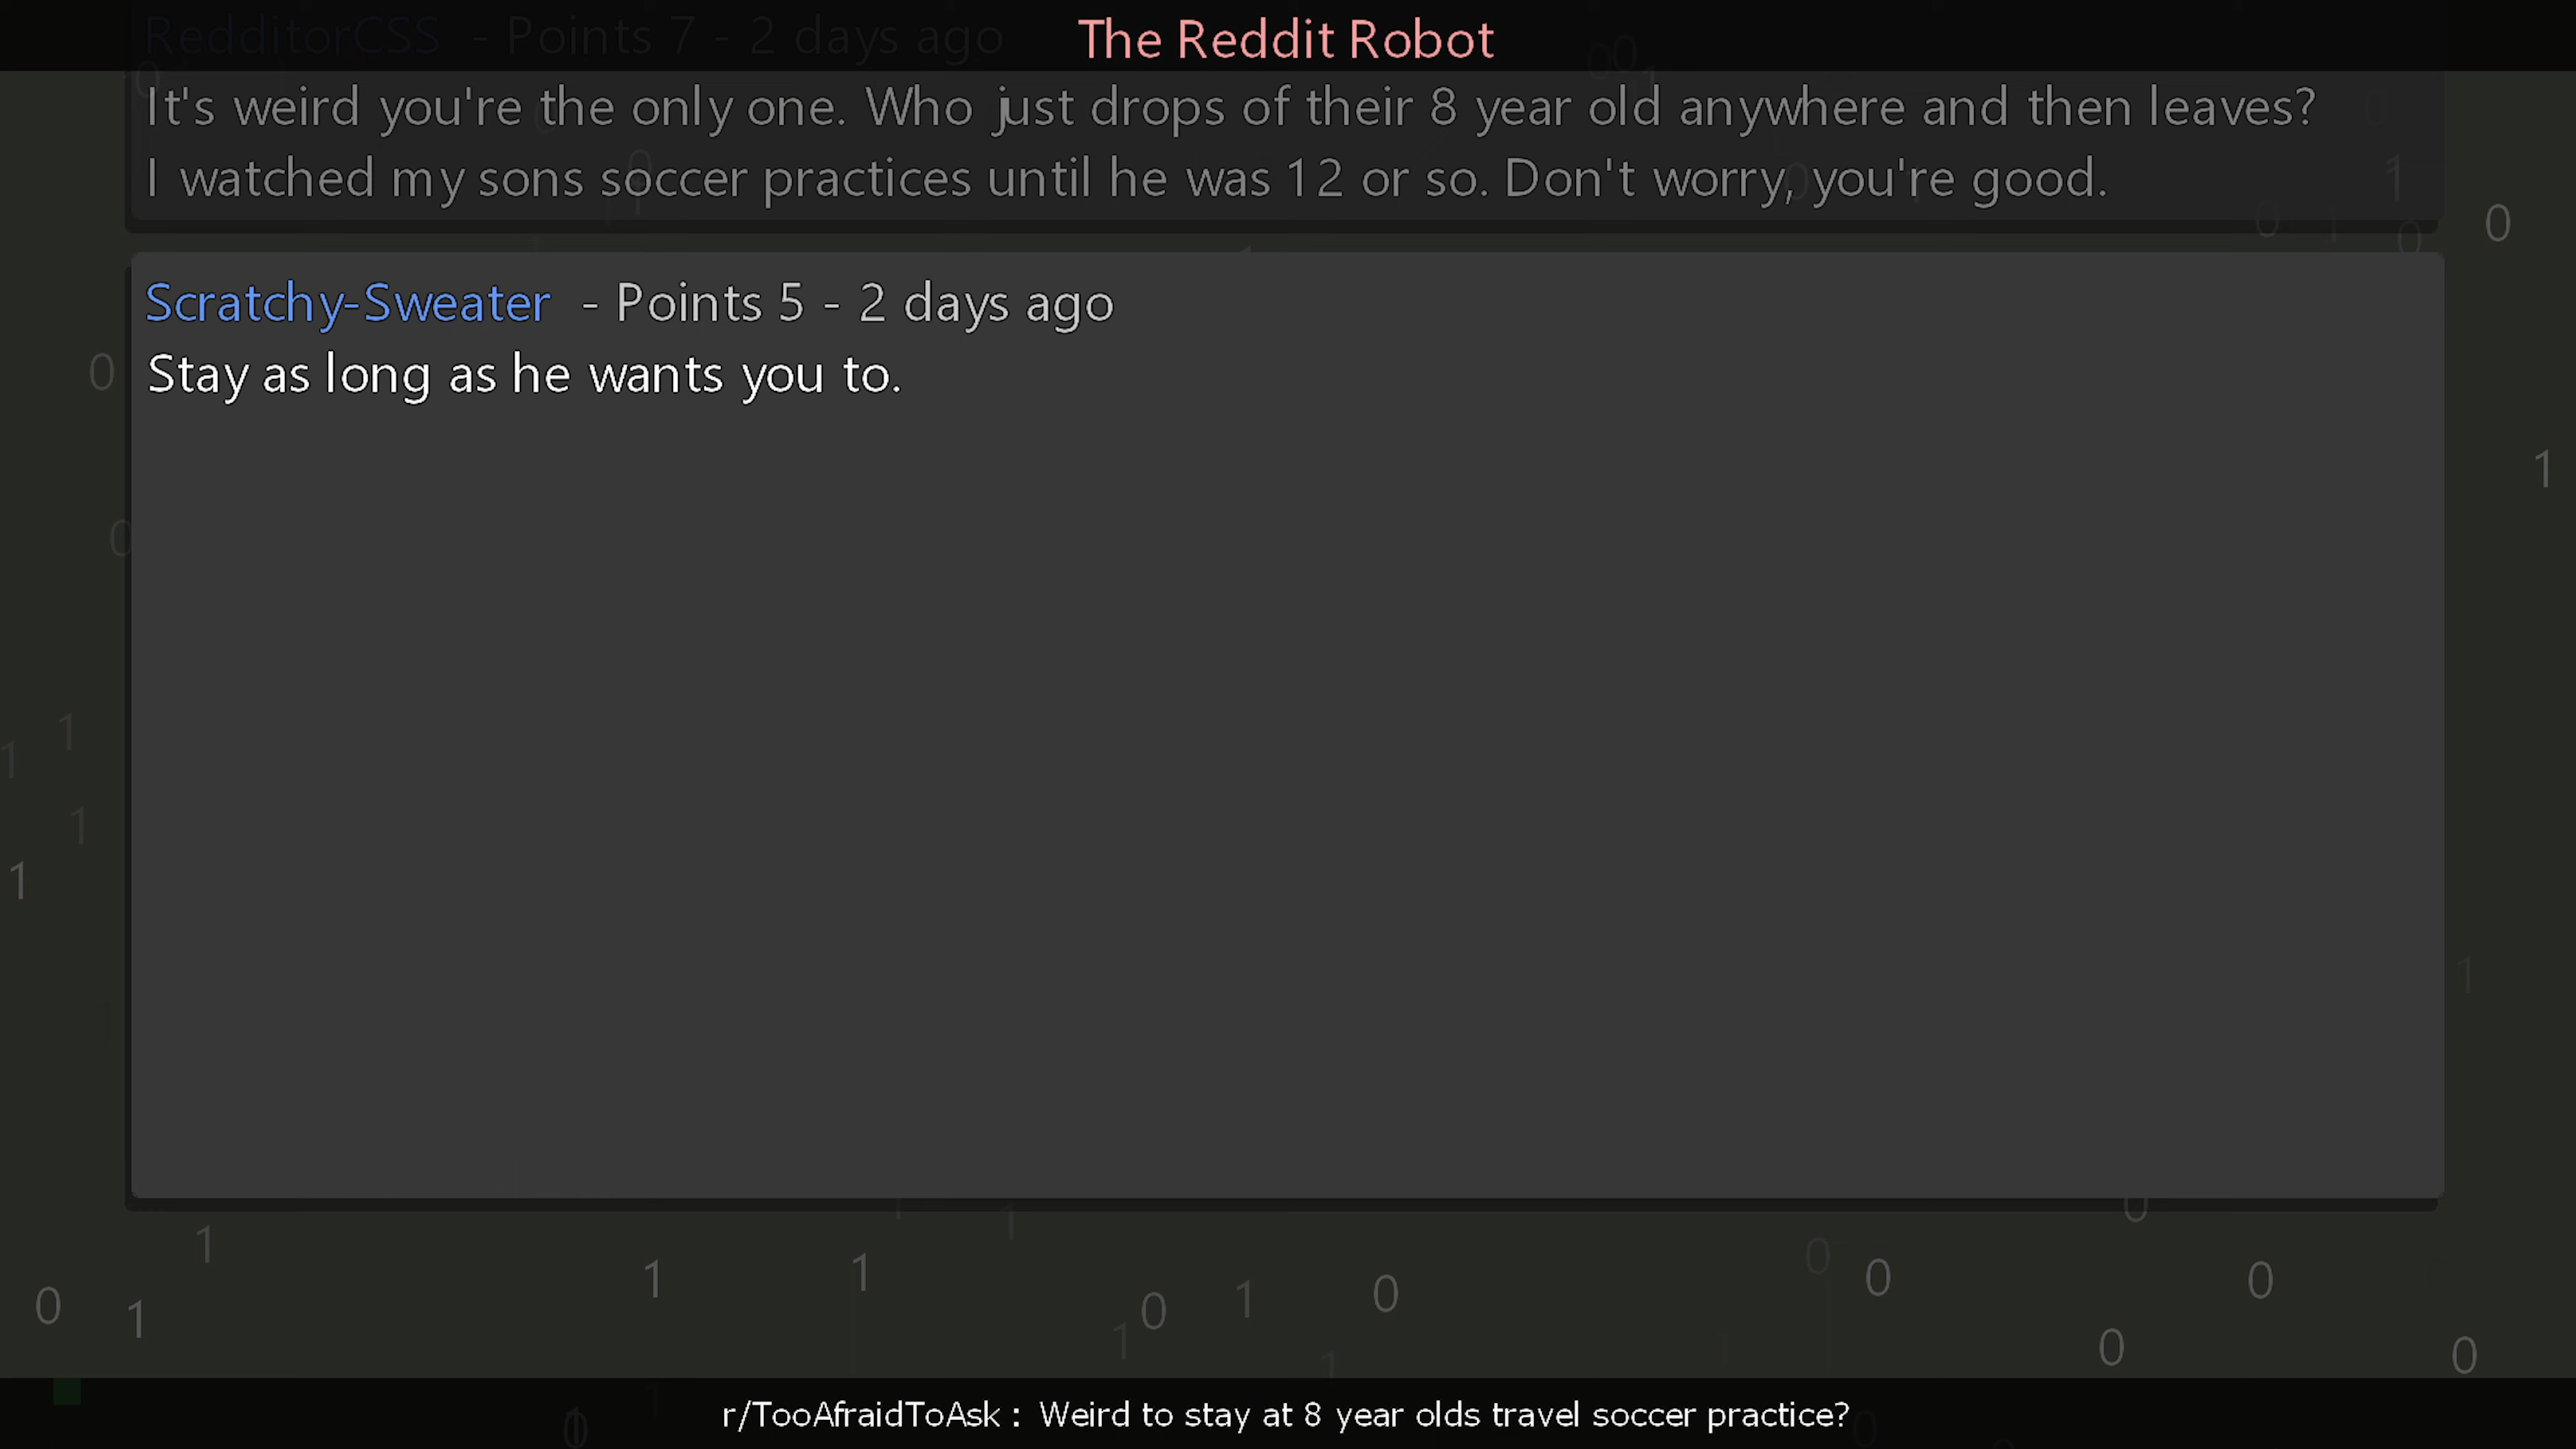 The Reddit Robot
RedditorCSS - Points 7 - 2 days ago
It's weird you're the only one. Who just drops of their 8 year old anywhere and then leaves?
I watched my sons soccer practices until he was 12 or so. Don't worry, you're good.
Scratchy-Sweater - Points 5 - 2 days ago
Stay as long as he wants you to.
r/TooAfraidToAsk : Weird to stay at 8 year olds travel soccer practice?